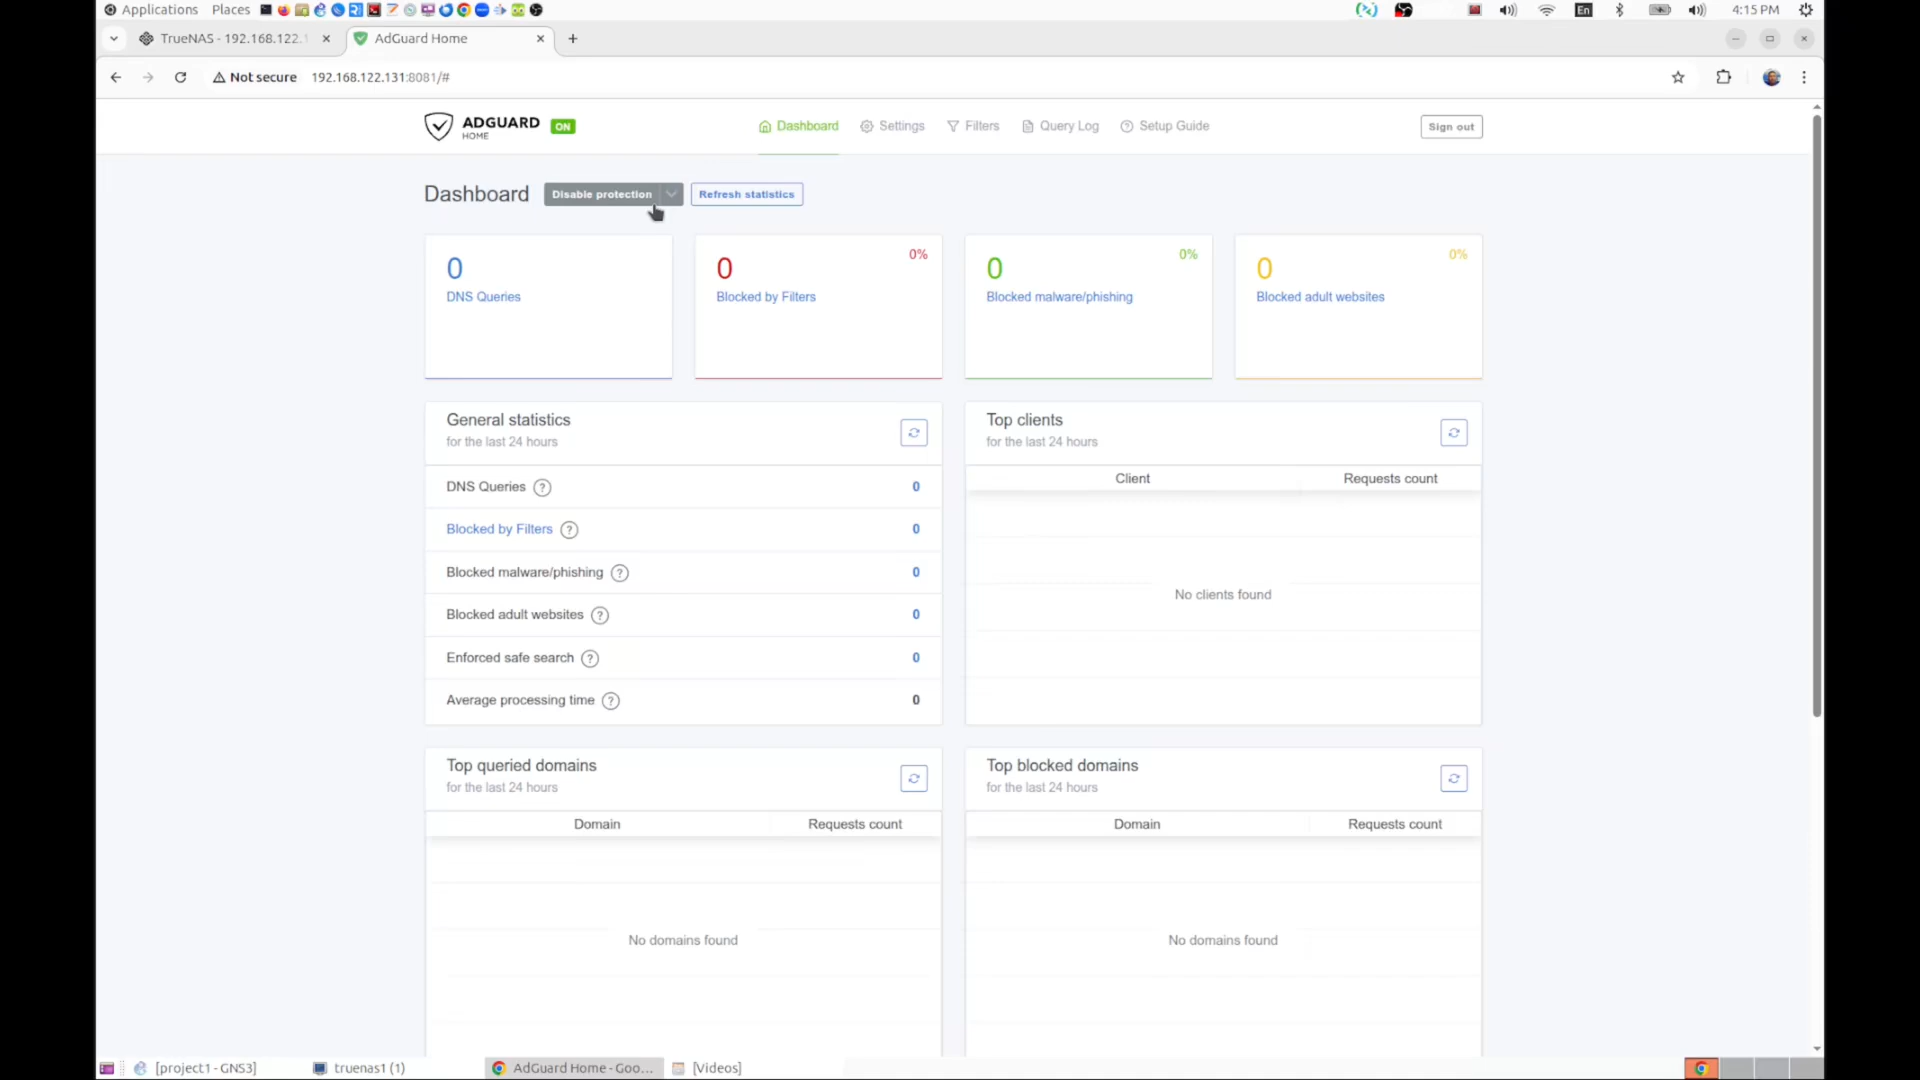 Applications Places En 4:15 PM
TrueNAS - 192.168.122.1
AdGuard Home
Not secure 192.168.122.131:8081/#
ADGUARD
HOME
ON
Dashboard Settings Filters Query Log Setup Guide
Sign out
Dashboard Disable protection Refresh statistics
0
DNS Queries
0 0%
Blocked by Filters
0 0%
Blocked malware/phishing
0 0%
Blocked adult websites
General statistics
for the last 24 hours
DNS Queries ? 0
Blocked by Filters ? 0
Blocked malware/phishing ? 0
Blocked adult websites ? 0
Enforced safe search ? 0
Average processing time ? 0
Top clients
for the last 24 hours
Client Requests count
No clients found
Top queried domains
for the last 24 hours
Domain Requests count
No domains found
Top blocked domains
for the last 24 hours
Domain Requests count
No domains found
[project1 - GNS3] truenas1 (1) AdGuard Home - Goo... [Videos]